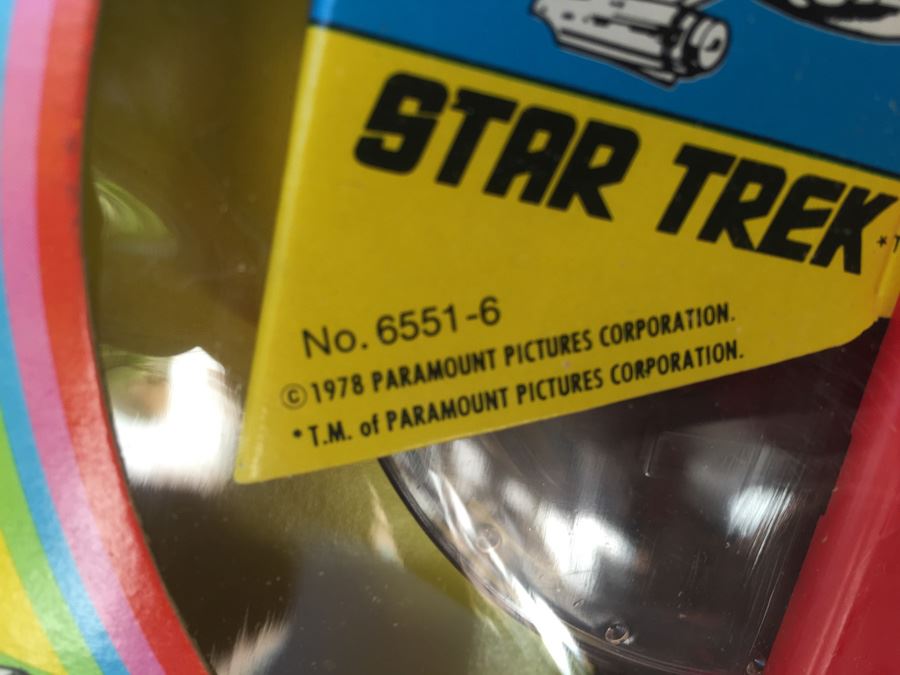 STAR TREK
No. 6551-6
©1978 PARAMOUNT PICTURES CORPORATION.
*T.M. of PARAMOUNT PICTURES CORPORATION.